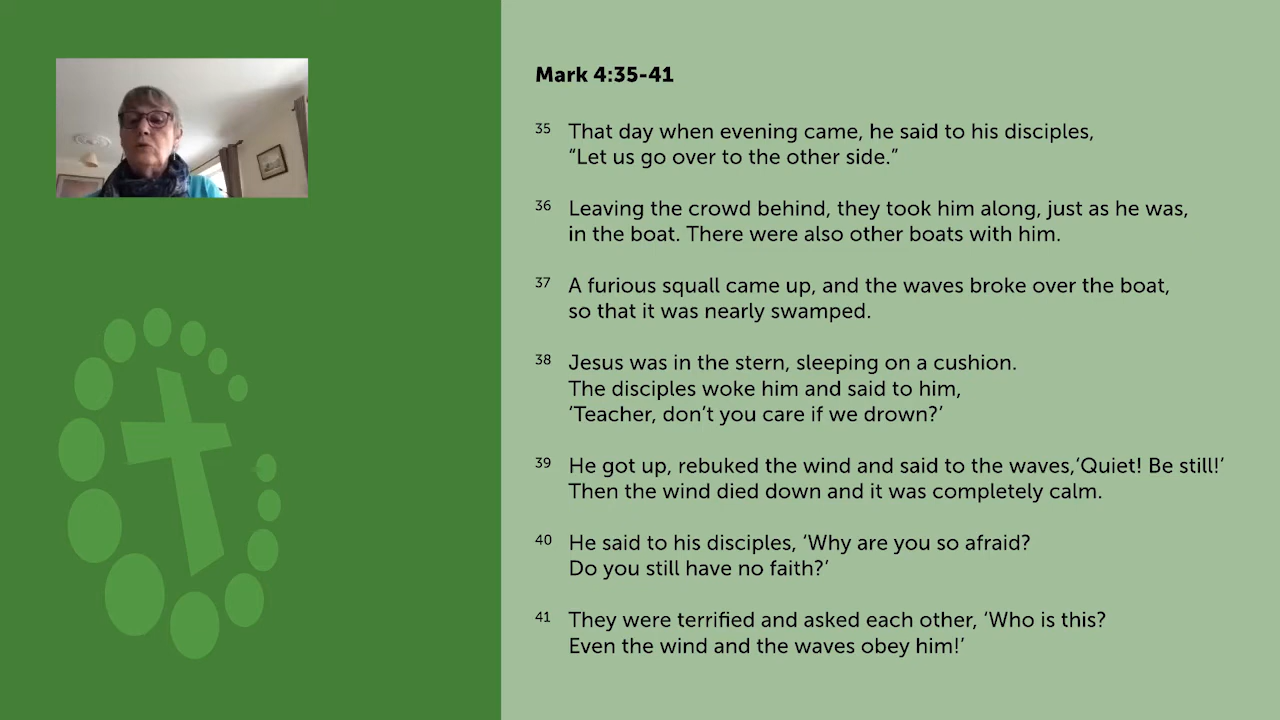 Mark 4:35-41
35 That day when evening came, he said to his disciples,
“Let us go over to the other side.”
36 Leaving the crowd behind, they took him along, just as he was,
in the boat. There were also other boats with him.
37 A furious squall came up, and the waves broke over the boat,
so that it was nearly swamped.
38 Jesus was in the stern, sleeping on a cushion.
The disciples woke him and said to him,
‘Teacher, don’t you care if we drown?’
39 He got up, rebuked the wind and said to the waves,‘Quiet! Be still!’
Then the wind died down and it was completely calm.
40 He said to his disciples, ‘Why are you so afraid?
Do you still have no faith?’
41 They were terrified and asked each other, ‘Who is this?
Even the wind and the waves obey him!’